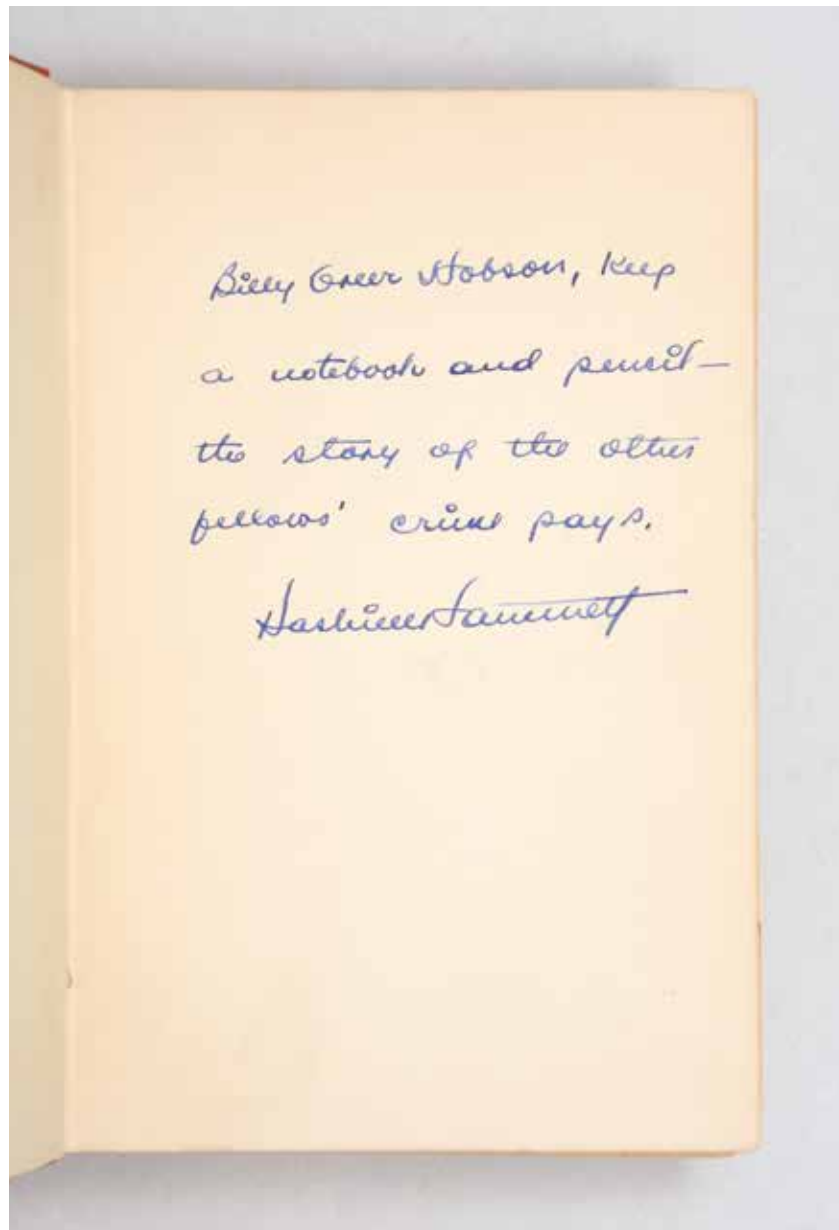 Billy Greer Hobson, Keep
a notebook and pencil—
the story of the other
fellows' crime pays.
Dashiell Hammett